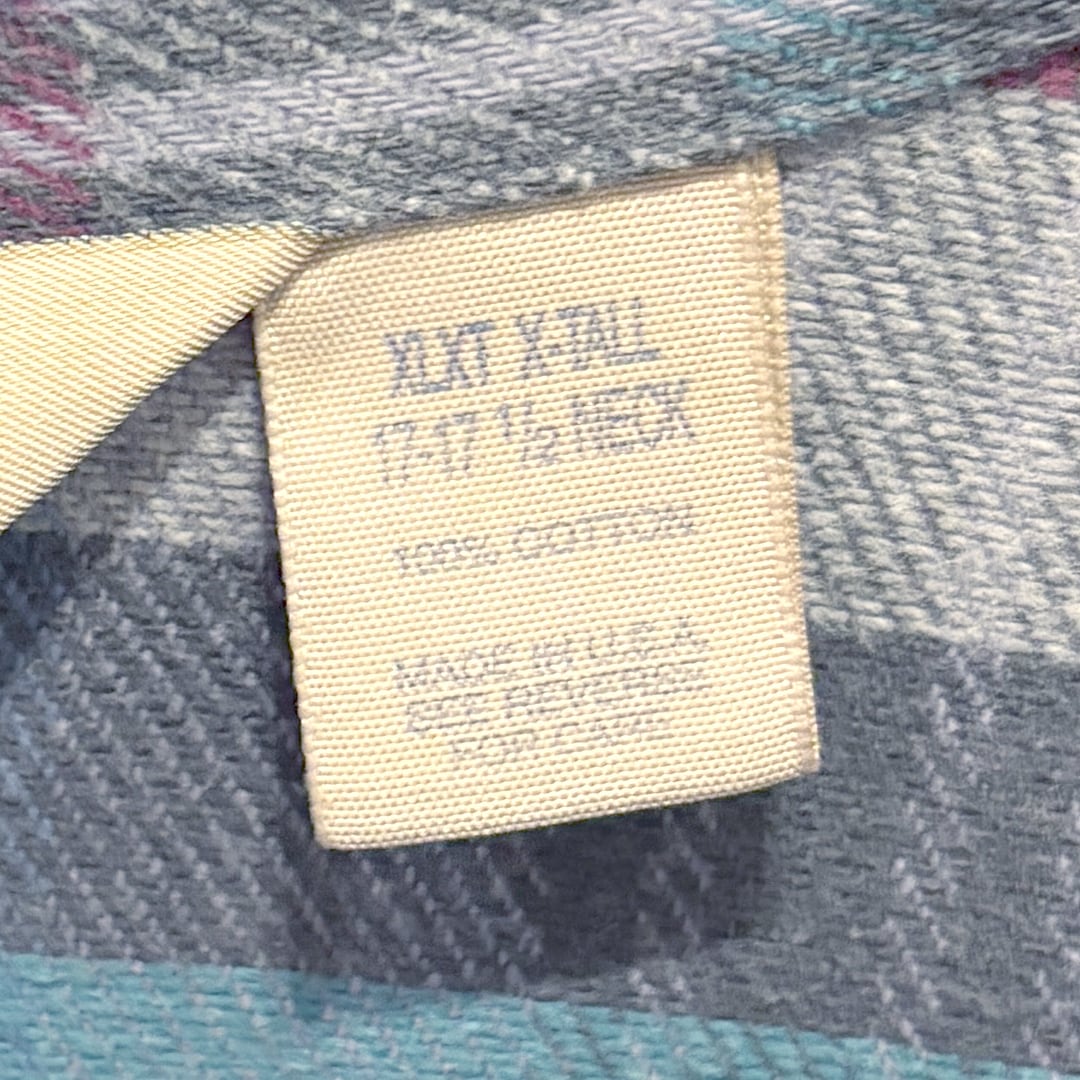 XLXT X-TALL
17-17 ½ NECK
100% COTTON
MADE IN U.S.A
SEE REVERSE
FOR CARE